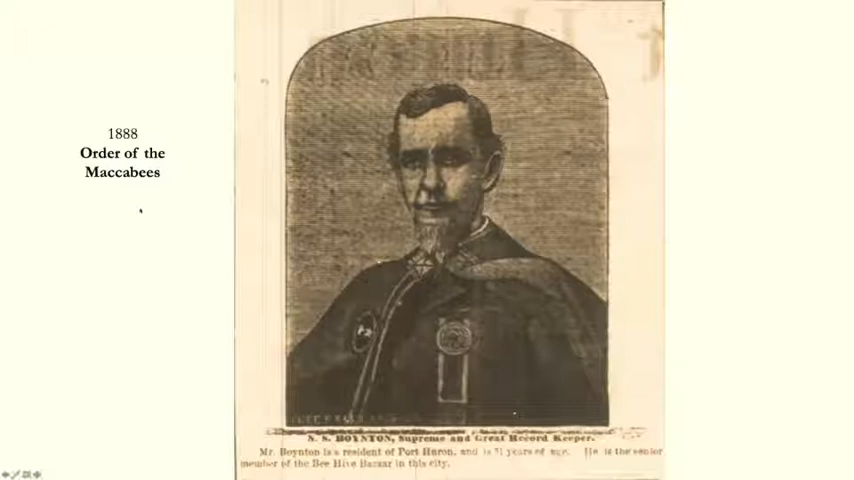 1888
Order of the
Maccabees
S. S. BOYNTON, Supreme and Great Record Keeper.
Mr. Boynton is a resident of Port Huron, and is years of age. He is the senior
member of the Bee Hive Bazaar in this city.